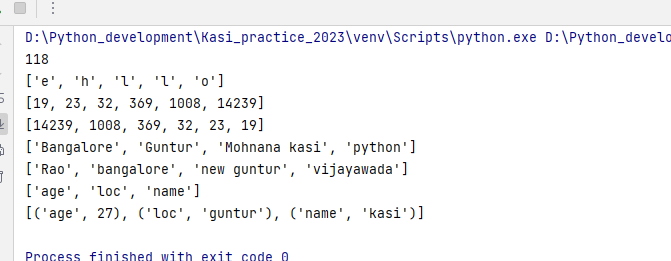 D:\Python_development\Kasi_practice_2023\venv\Scripts\python.exe D:\Python_develo
118
['e', 'h', 'l', 'l', 'o']
[19, 23, 32, 369, 1008, 14239]
[14239, 1008, 369, 32, 23, 19]
['Bangalore', 'Guntur', 'Mohnana kasi', 'python']
['Rao', 'bangalore', 'new guntur', 'vijayawada']
['age', 'loc', 'name']
[('age', 27), ('loc', 'guntur'), ('name', 'kasi')]
Process finished with exit code 0